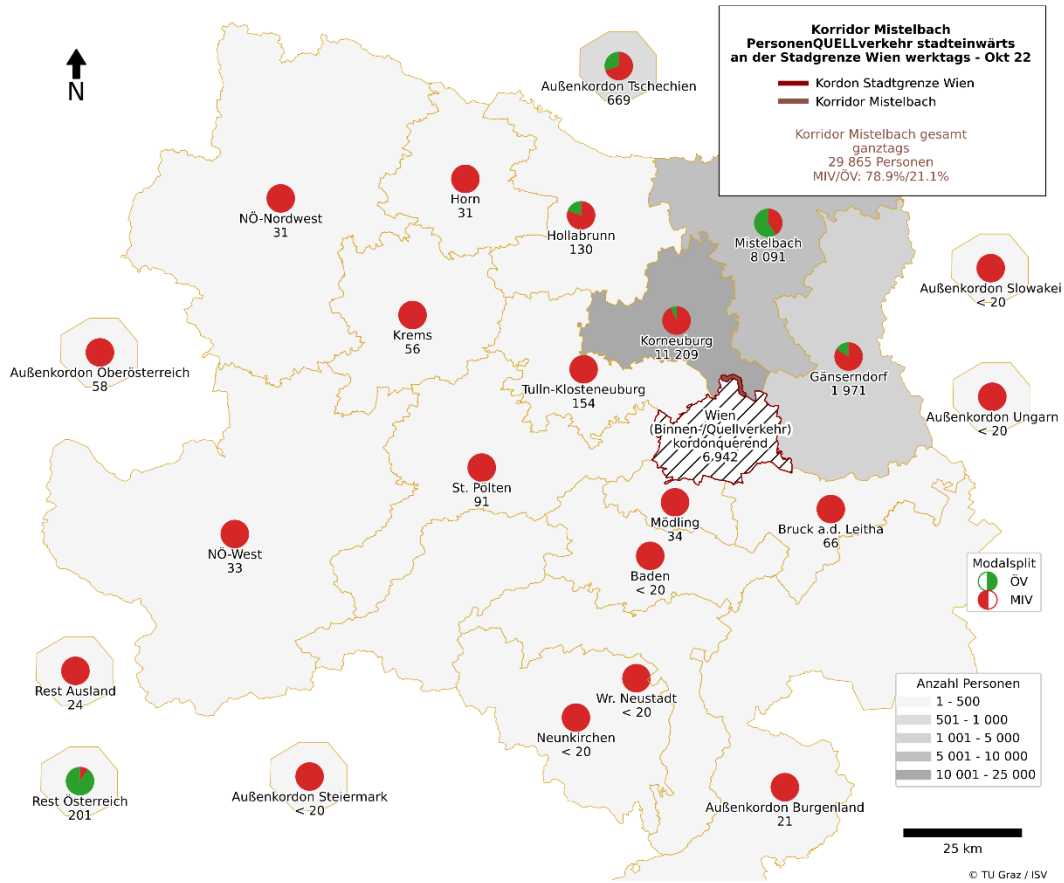 Korridor Mistelbach
PersonenQUELLverkehr stadteinwärts
an der Stadgrenze Wien werktags - Okt 22
Kordon Stadtgrenze Wien
Korridor Mistelbach
Korridor Mistelbach gesamt
ganztags
29 865 Personen
MIV/ÖV: 78.9%/21.1%
N
Außenkordon Tschechien
669
NÖ-Nordwest
31
Horn
31
Hollabrunn
130
Mistelbach
8 091
Außenkordon Slowakei
< 20
Krems
56
Korneuburg
11 209
Außenkordon Oberösterreich
58
Tulln-Klosteneuburg
154
Gänserndorf
1 971
Außenkordon Ungarn
< 20
Wien
(Binnen-/Quellverkehr)
kordonquerend
6 942
St. Pölten
91
Mödling
34
Bruck a.d. Leitha
66
NÖ-West
33
Baden
< 20
Modalsplit
ÖV
MIV
Rest Ausland
24
Wr. Neustadt
< 20
Neunkirchen
< 20
Anzahl Personen
1 - 500
501 - 1 000
1 001 - 5 000
5 001 - 10 000
10 001 - 25 000
Rest Österreich
201
Außenkordon Steiermark
< 20
Außenkordon Burgenland
21
25 km
© TU Graz / ISV